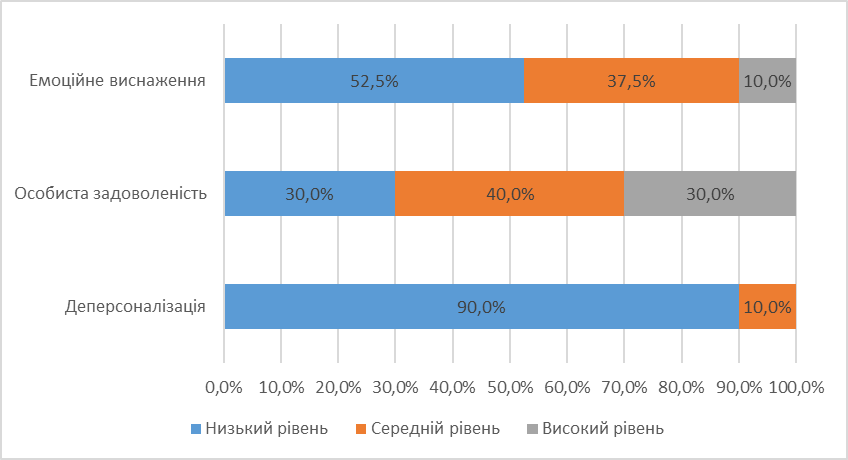 Емоційне виснаження
52,5% 37,5% 10,0%
Особиста задоволеність
30,0% 40,0% 30,0%
Деперсоналізація
90,0% 10,0%
0,0% 10,0% 20,0% 30,0% 40,0% 50,0% 60,0% 70,0% 80,0% 90,0% 100,0%
Низький рівень Середній рівень Високий рівень